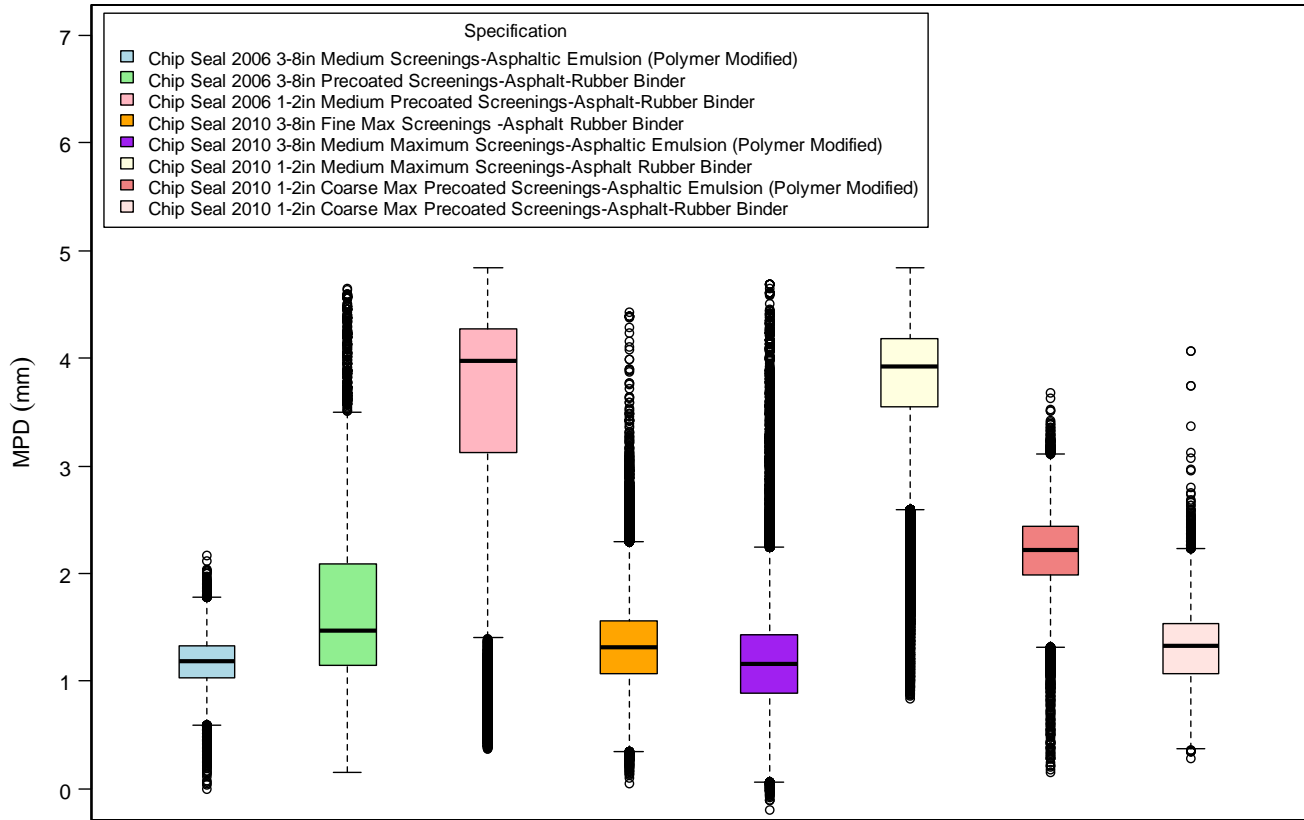 Specification
Chip Seal 2006 3-8in Medium Screenings-Asphaltic Emulsion (Polymer Modified)
Chip Seal 2006 3-8in Precoated Screenings-Asphalt-Rubber Binder
Chip Seal 2006 1-2in Medium Precoated Screenings-Asphalt-Rubber Binder
Chip Seal 2010 3-8in Fine Max Screenings -Asphalt Rubber Binder
Chip Seal 2010 3-8in Medium Maximum Screenings-Asphaltic Emulsion (Polymer Modified)
Chip Seal 2010 1-2in Medium Maximum Screenings-Asphalt Rubber Binder
Chip Seal 2010 1-2in Coarse Max Precoated Screenings-Asphaltic Emulsion (Polymer Modified)
Chip Seal 2010 1-2in Coarse Max Precoated Screenings-Asphalt-Rubber Binder
MPD (mm)
7
6
5
4
3
2
1
0